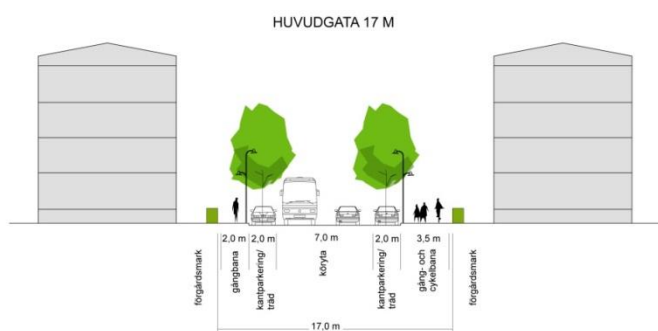 HUVUDGATA 17 M
2,0 m
2,0 m
7,0 m
2,0 m
3,5 m
förgårdsmark
gångbana
kantparkering/
träd
köryta
kantparkering/
träd
gång- och
cykelbana
förgårdsmark
17,0 m